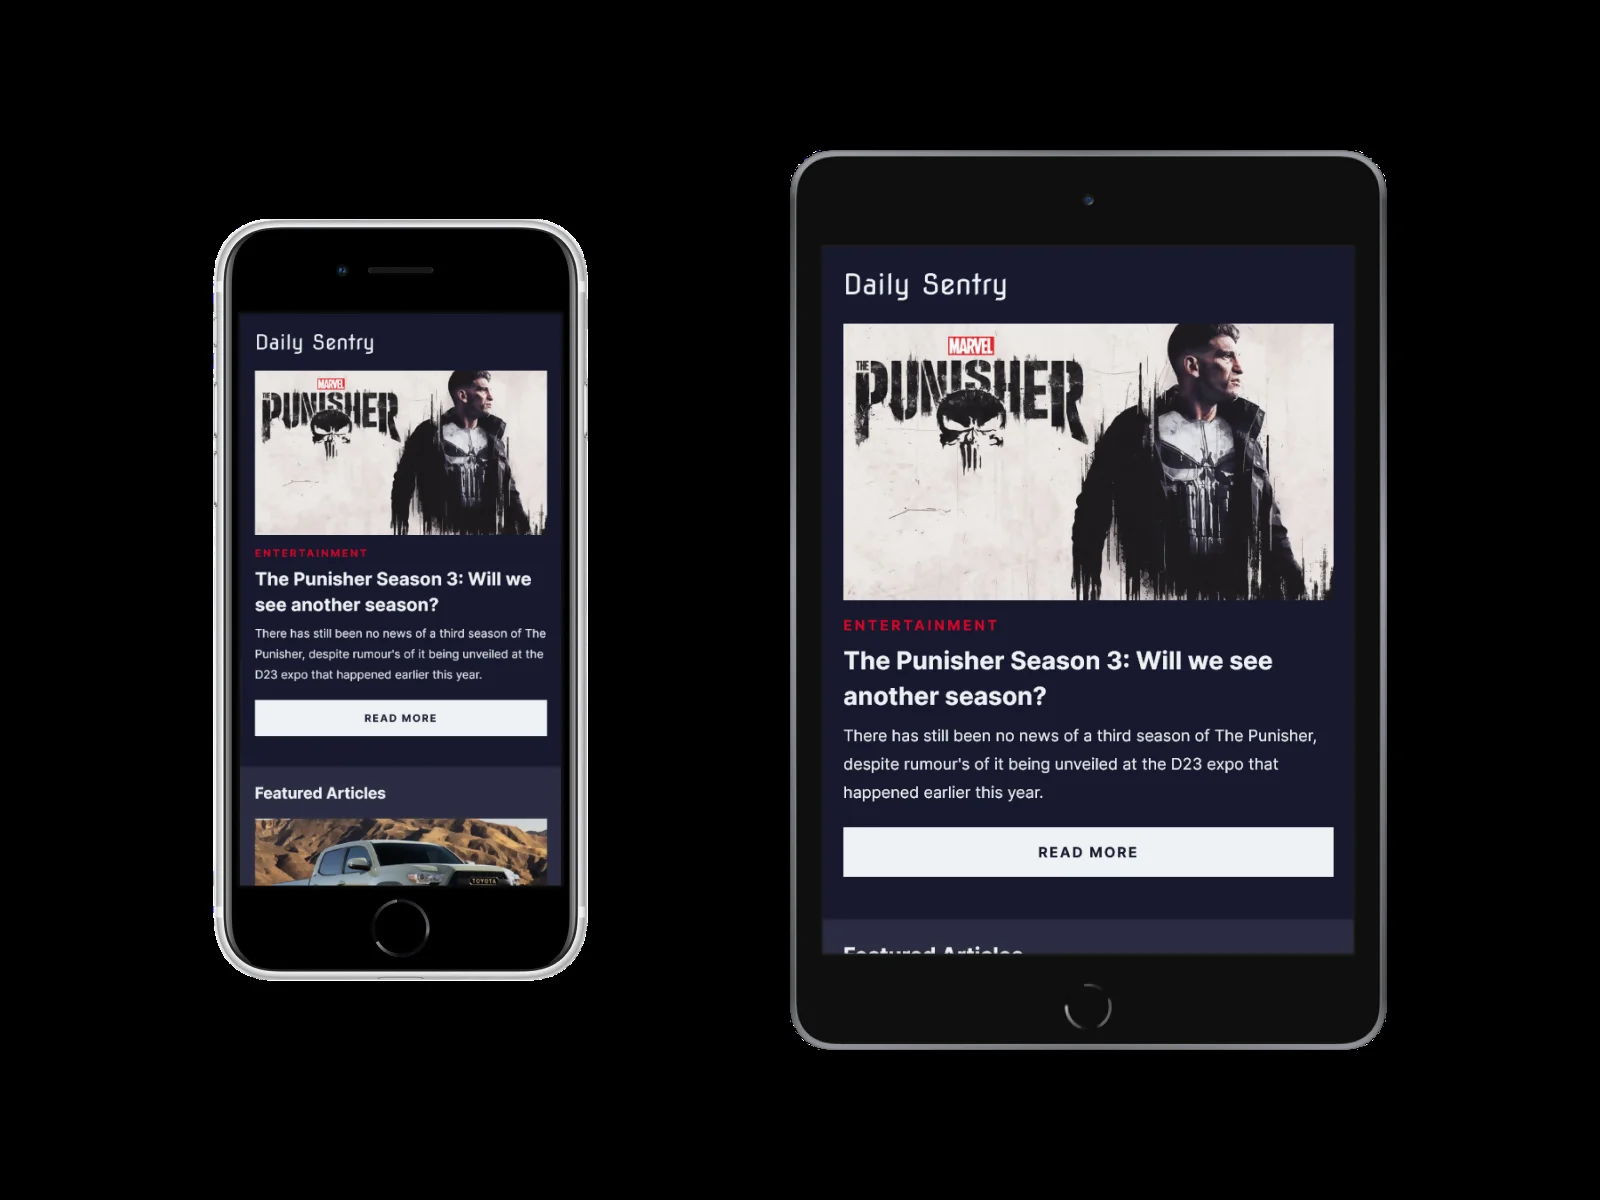 Daily Sentry
MARVEL
THE
PUNISHER
ENTERTAINMENT
The Punisher Season 3: Will we
see another season?
There has still been no news of a third season of The
Punisher, despite rumour's of it being unveiled at the
D23 expo that happened earlier this year.
READ MORE
Featured Articles
TOYOTA
Daily Sentry
MARVEL
THE
PUNISHER
ENTERTAINMENT
The Punisher Season 3: Will we see
another season?
There has still been no news of a third season of The Punisher,
despite rumour's of it being unveiled at the D23 expo that
happened earlier this year.
READ MORE
Featured Articles